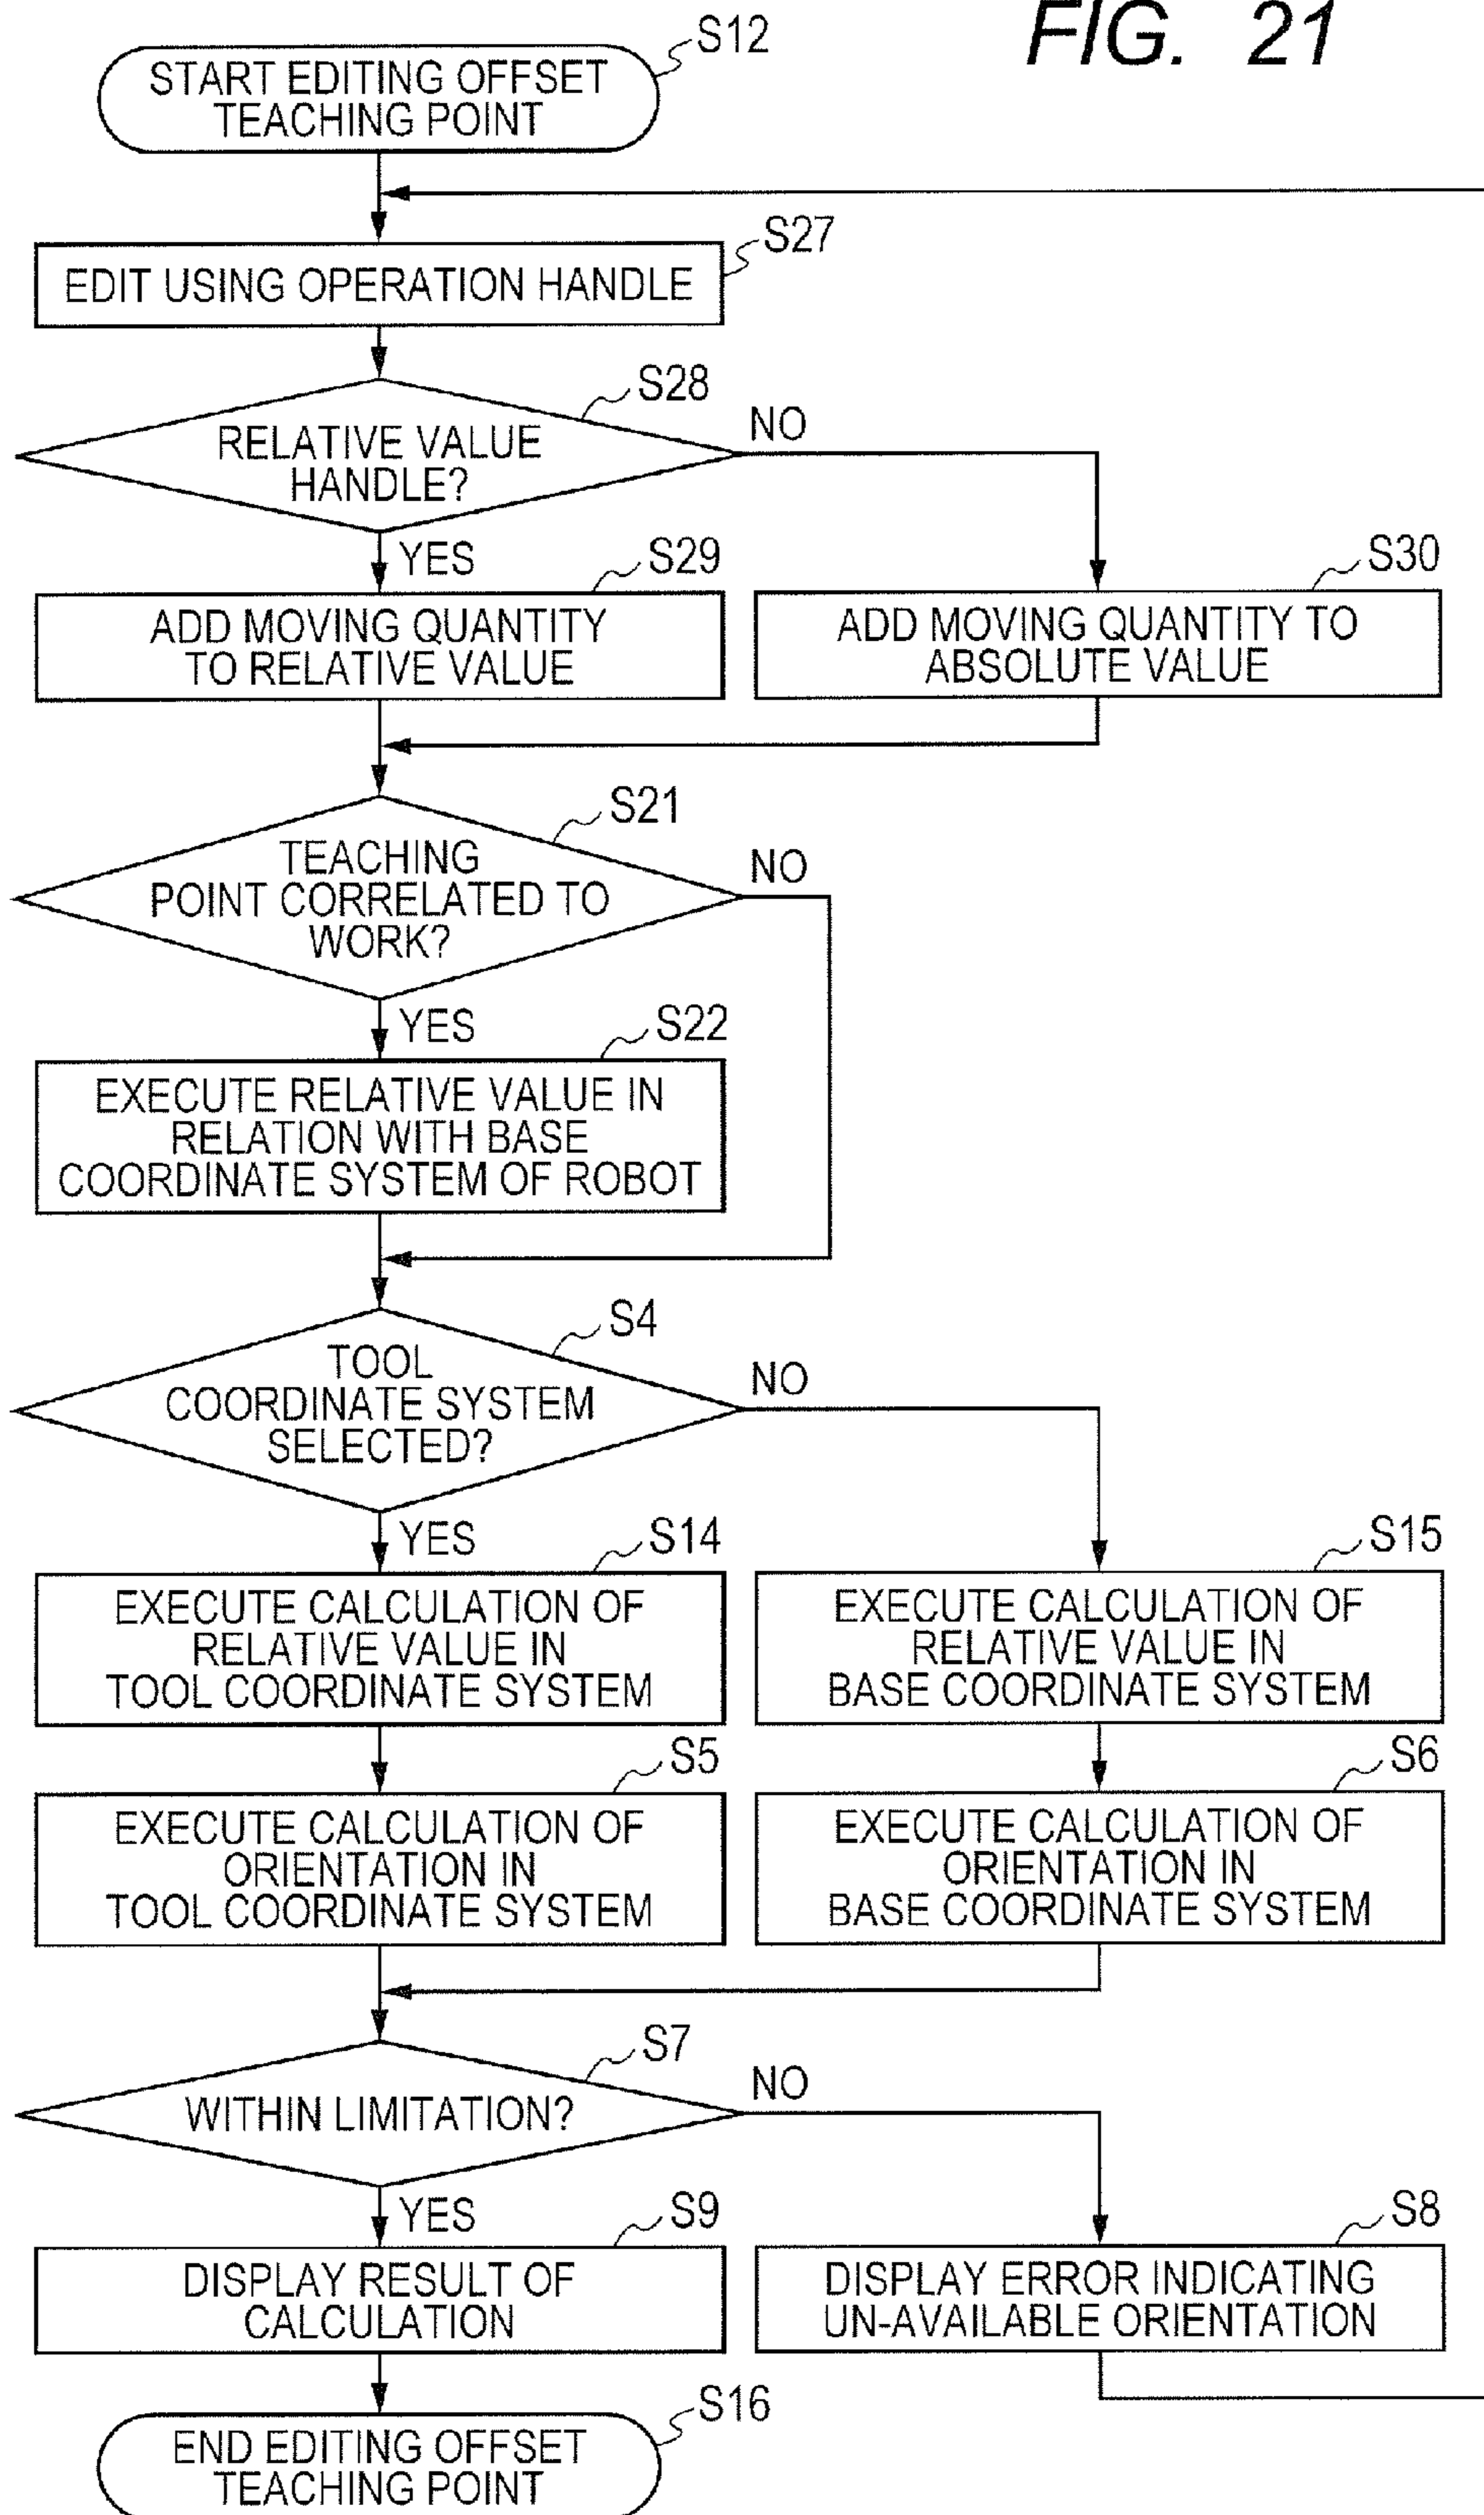 FIG. 21
S12
START EDITING OFFSET
TEACHING POINT
S27
EDIT USING OPERATION HANDLE
S28
RELATIVE VALUE
HANDLE?
NO
YES
S29
ADD MOVING QUANTITY
TO RELATIVE VALUE
S30
ADD MOVING QUANTITY TO
ABSOLUTE VALUE
S21
TEACHING
POINT CORRELATED TO
WORK?
NO
YES
S22
EXECUTE RELATIVE VALUE IN
RELATION WITH BASE
COORDINATE SYSTEM OF ROBOT
S4
TOOL
COORDINATE SYSTEM
SELECTED?
NO
YES
S14
EXECUTE CALCULATION OF
RELATIVE VALUE IN
TOOL COORDINATE SYSTEM
S15
EXECUTE CALCULATION OF
RELATIVE VALUE IN
BASE COORDINATE SYSTEM
S5
EXECUTE CALCULATION OF
ORIENTATION IN
TOOL COORDINATE SYSTEM
S6
EXECUTE CALCULATION OF
ORIENTATION IN
BASE COORDINATE SYSTEM
S7
WITHIN LIMITATION?
NO
YES
S9
DISPLAY RESULT OF
CALCULATION
S8
DISPLAY ERROR INDICATING
UN-AVAILABLE ORIENTATION
S16
END EDITING OFFSET
TEACHING POINT